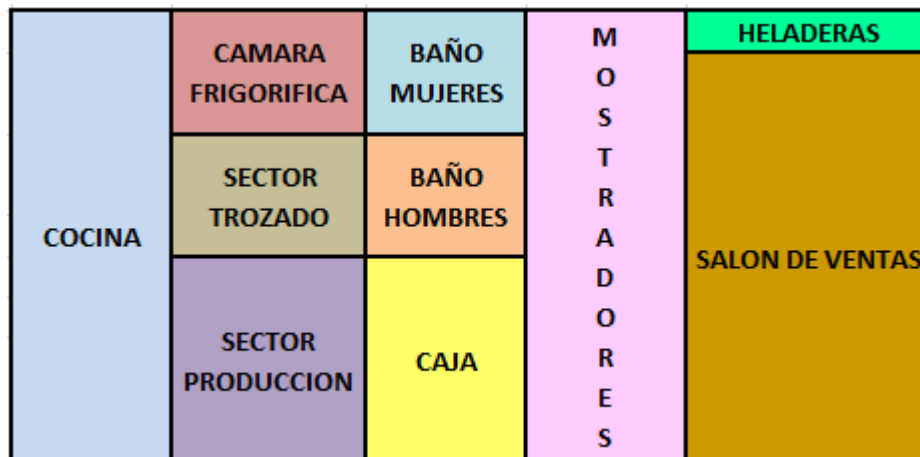 COCINA
CAMARA
FRIGORIFICA
SECTOR
TROZADO
SECTOR
PRODUCCION
BAÑO
MUJERES
BAÑO
HOMBRES
CAJA
M
O
S
T
R
A
D
O
R
E
S
HELADERAS
SALON DE VENTAS